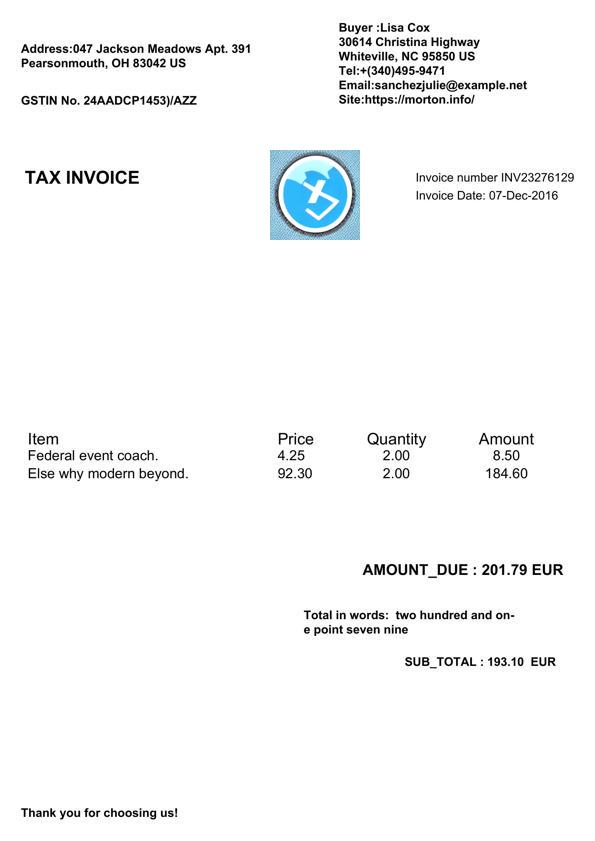 Address:047 Jackson Meadows Apt. 391
Pearsonmouth, OH 83042 US
GSTIN No. 24AADCP1453)/AZZ
Buyer :Lisa Cox
30614 Christina Highway
Whiteville, NC 95850 US
Tel:+(340)495-9471
Email:sanchezjulie@example.net
Site:https://morton.info/
TAX INVOICE
Invoice number INV23276129
Invoice Date: 07-Dec-2016
Item Price Quantity Amount
Federal event coach. 4.25 2.00 8.50
Else why modern beyond. 92.30 2.00 184.60
AMOUNT_DUE : 201.79 EUR
Total in words:  two hundred and on-
e point seven nine
SUB_TOTAL : 193.10  EUR
Thank you for choosing us!